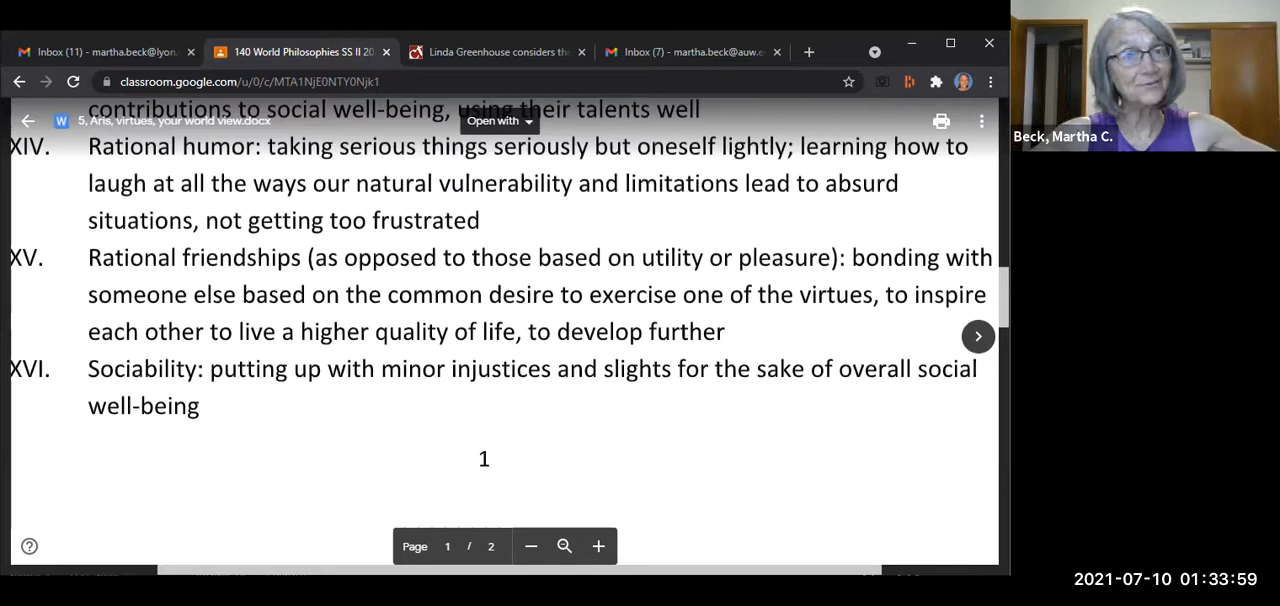 Inbox (11) - martha.beck@lyon.
140 World Philosophies SS II 20
Linda Greenhouse considers the
Inbox (7) - martha.beck@auw.e
classroom.google.com/u/0/c/MTA1NjE0NTY0Njk1
contributions to social well-being, using their talents well
W 5, Aris, virtues, your world view.docx
Open with
XIV. Rational humor: taking serious things seriously but oneself lightly; learning how to
laugh at all the ways our natural vulnerability and limitations lead to absurd
situations, not getting too frustrated
XV. Rational friendships (as opposed to those based on utility or pleasure): bonding with
someone else based on the common desire to exercise one of the virtues, to inspire
each other to live a higher quality of life, to develop further
XVI. Sociability: putting up with minor injustices and slights for the sake of overall social
well-being
1
Page 1 / 2
Beck, Martha C.
2021-07-10 01:33:59